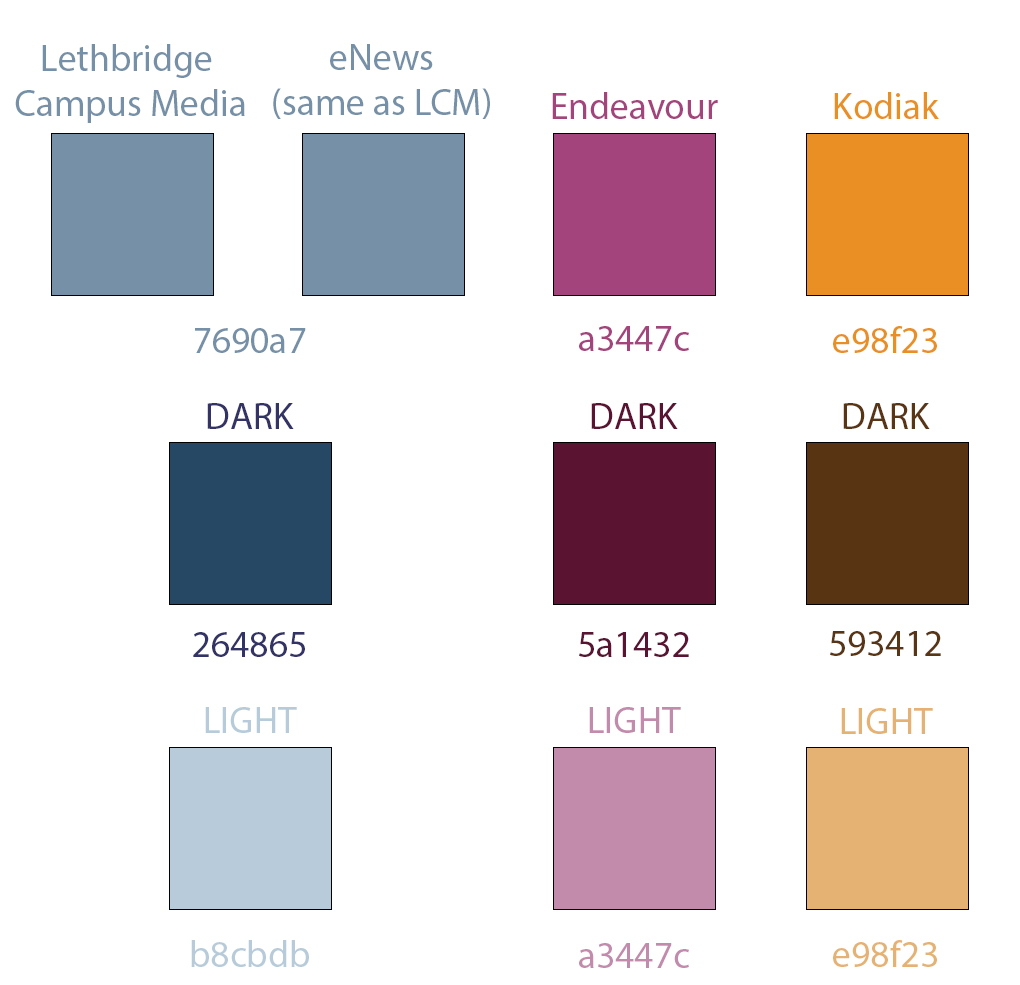 Lethbridge
Campus Media
eNews
(same as LCM)
Endeavour
Kodiak
7690a7
a3447c
e98f23
DARK
DARK
DARK
264865
5a1432
593412
LIGHT
LIGHT
LIGHT
b8cbdb
a3447c
e98f23